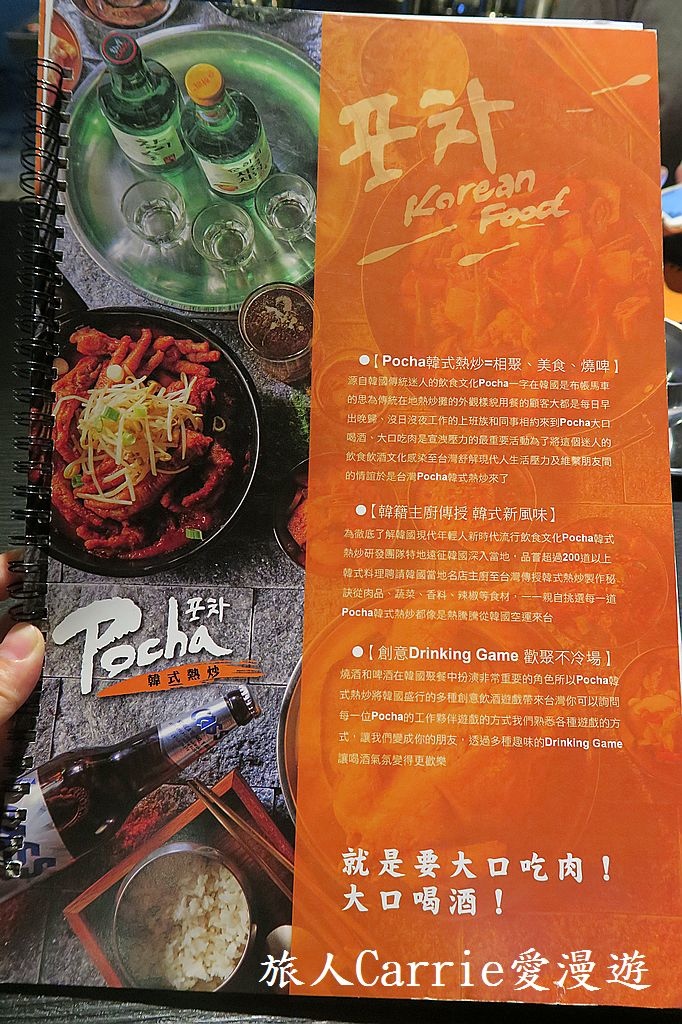 포차
Korean
Food
●【Pocha韓式熱炒=相聚、美食、燒啤】
源自韓國傳統迷人的飲食文化Pocha一字在韓國是布帳馬車
的思為傳統在地熱炒攤的外觀樣貌用餐的顧客大都是每日早
出晚歸、沒日沒夜工作的上班族和同事相約來到Pocha大口
喝酒、大口吃肉是宣洩壓力的最重要活動為了將這個迷人的
飲食飲酒文化感染至台灣舒解現代人生活壓力及維繫朋友間
的情誼於是台灣Pocha韓式熱炒來了
●【韓籍主廚傳授 韓式新風味】
為徹底了解韓國現代年輕人新時代流行飲食文化Pocha韓式
熱炒研發團隊特地遠征韓國深入當地，品嘗超過200道以上
韓式料理聘請韓國當地名店主廚至台灣傳授韓式熱炒製作秘
訣從肉品、蔬菜、香料、辣椒等食材，一一親自挑選每一道
Pocha韓式熱炒都像是熱騰騰從韓國空運來台
●【創意Drinking Game 歡聚不冷場】
燒酒和啤酒在韓國聚餐中扮演非常重要的角色所以Pocha韓
式熱炒將韓國盛行的多種創意飲酒遊戲帶來台灣你可以詢問
每一位Pocha的工作夥伴遊戲的方式我們熟悉各種遊戲的方
式，讓我們變成你的朋友，透過多種趣味的Drinking Game
讓喝酒氣氛變得更歡樂
就是要大口吃肉！
大口喝酒！
포차
Pocha
韓式熱炒
旅人Carrie愛漫遊